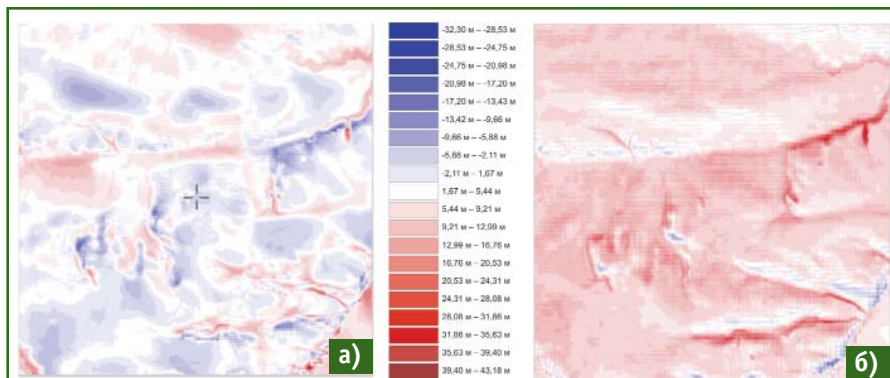 а)
-32,30 м – -28,53 м
-28,53 м – -24,75 м
-24,75 м – -20,98 м
-20,98 м – -17,20 м
-17,20 м – -13,43 м
-13,42 м – -9,66 м
-9,66 м – -5,88 м
-5,88 м – -2,11 м
-2,11 м – 1,67 м
1,67 м – 5,44 м
5,44 м – 9,21 м
9,21 м – 12,99 м
12,99 м – 16,76 м
16,76 м – 20,53 м
20,53 м – 24,31 м
24,31 м – 28,08 м
28,08 м – 31,86 м
31,86 м – 35,63 м
35,63 м – 39,40 м
39,40 м – 43,18 м
б)